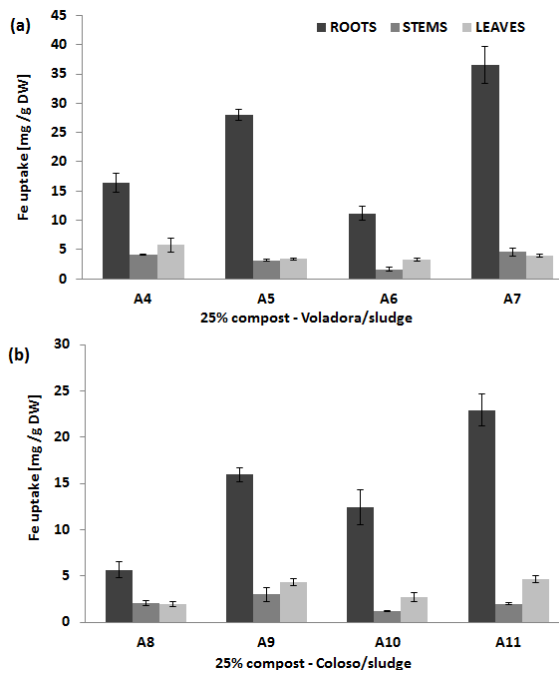 (a)
ROOTS STEMS LEAVES
Fe uptake [mg /g DW]
45
40
35
30
25
20
15
10
5
0
A4 A5 A6 A7
25% compost - Voladora/sludge
(b)
Fe uptake [mg /g DW]
30
25
20
15
10
5
0
A8 A9 A10 A11
25% compost - Coloso/sludge